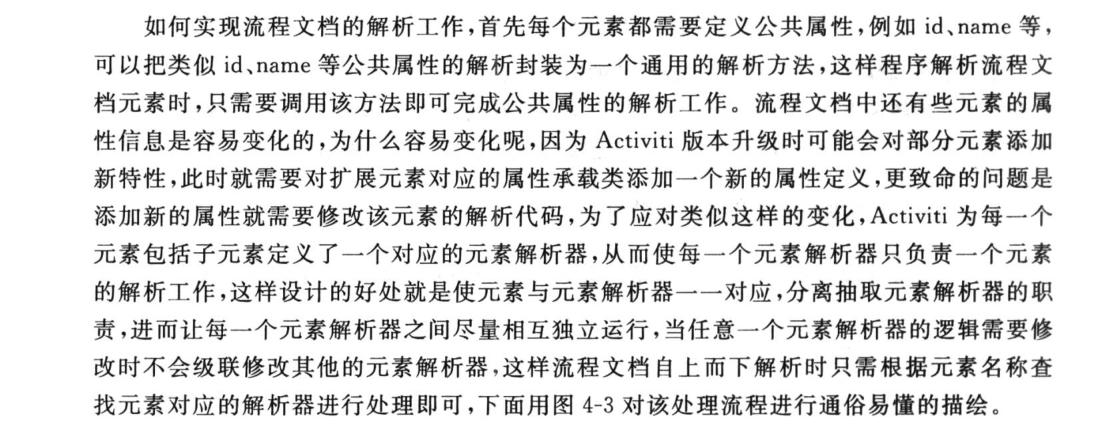 如何实现流程文档的解析工作,首先每个元素都需要定义公共属性,例如 id、name 等,
可以把类似 id、name 等公共属性的解析封装为一个通用的解析方法,这样程序解析流程文
档元素时,只需要调用该方法即可完成公共属性的解析工作。流程文档中还有些元素的属
性信息是容易变化的,为什么容易变化呢,因为 Activiti 版本升级时可能会对部分元素添加
新特性,此时就需要对扩展元素对应的属性承载类添加一个新的属性定义,更致命的问题是
添加新的属性就需要修改该元素的解析代码,为了应对类似这样的变化,Activiti 为每一个
元素包括子元素定义了一个对应的元素解析器,从而使每一个元素解析器只负责一个元素
的解析工作,这样设计的好处就是使元素与元素解析器一一对应,分离抽取元素解析器的职
责,进而让每一个元素解析器之间尽量相互独立运行,当任意一个元素解析器的逻辑需要修
改时不会级联修改其他的元素解析器,这样流程文档自上而下解析时只需根据元素名称查
找元素对应的解析器进行处理即可,下面用图 4-3 对该处理流程进行通俗易懂的描绘。